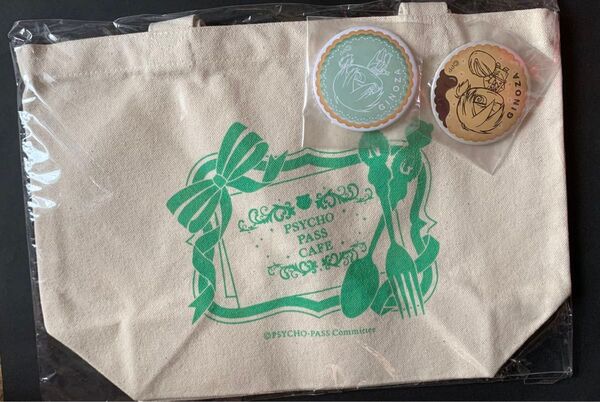 GINOZA
GINOZA
N G
PSYCHO
PASS
CAFE
©PSYCHO-PASS Committee